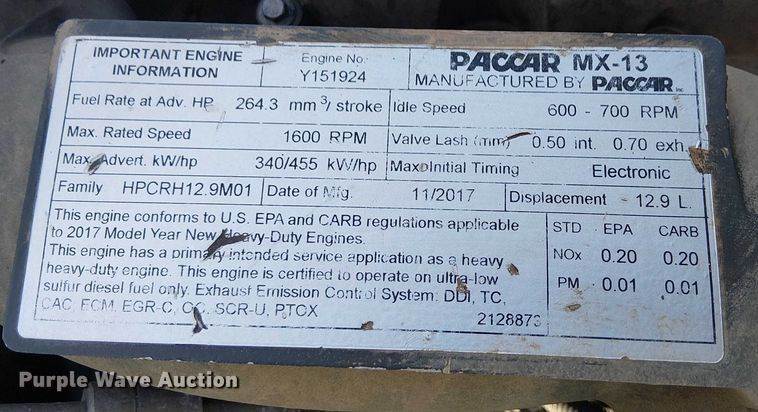 IMPORTANT ENGINE
INFORMATION
Engine No.
Y151924
PACCAR MX-13
MANUFACTURED BY PACCAR INC
Fuel Rate at Adv. HP 264.3 mm³/ stroke
Idle Speed 600 - 700 RPM
Max. Rated Speed 1600 RPM
Valve Lash (mm) 0.50 int. 0.70 exh.
Max. Advert. kW/hp 340/455 kW/hp
Max Initial Timing Electronic
Family HPCRH12.9M01
Date of Mfg. 11/2017
Displacement 12.9 L.
This engine conforms to U.S. EPA and CARB regulations applicable
to 2017 Model Year New Heavy-Duty Engines.
This engine has a primary intended service application as a heavy
heavy-duty engine. This engine is certified to operate on ultra-low
sulfur diesel fuel only. Exhaust Emission Control System: DDI, TC,
CAC, ECM, EGR-C, OC, SCR-U, PTOX
2128873
STD EPA CARB
NOx 0.20 0.20
PM 0.01 0.01
Purple Wave Auction